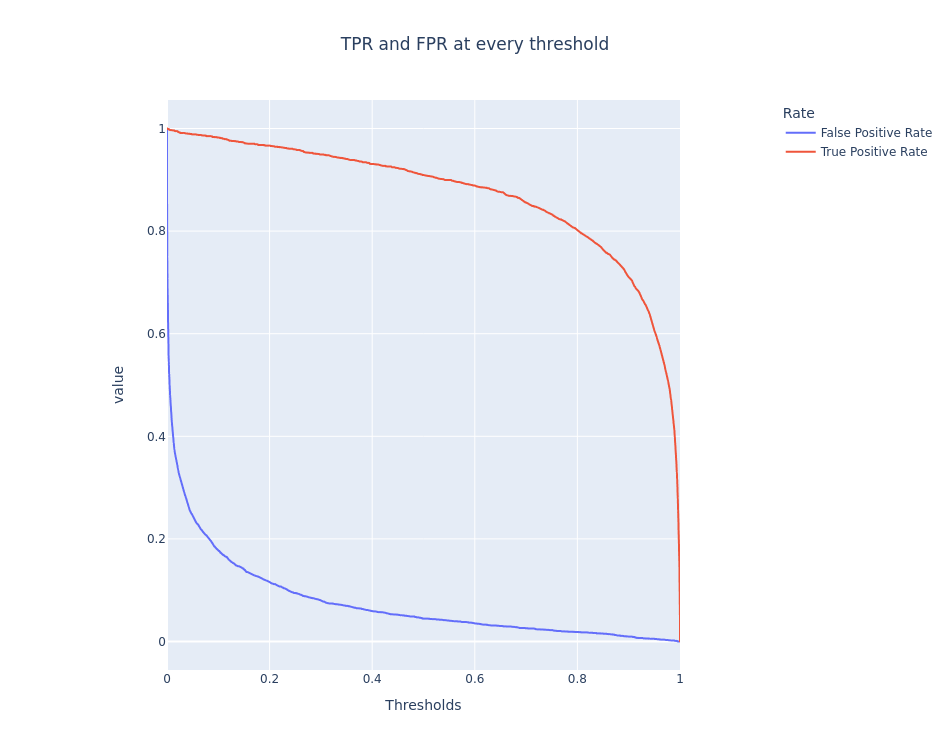 TPR and FPR at every threshold
Rate
False Positive Rate
True Positive Rate
value
1
0.8
0.6
0.4
0.2
0
0 0.2 0.4 0.6 0.8 1
Thresholds